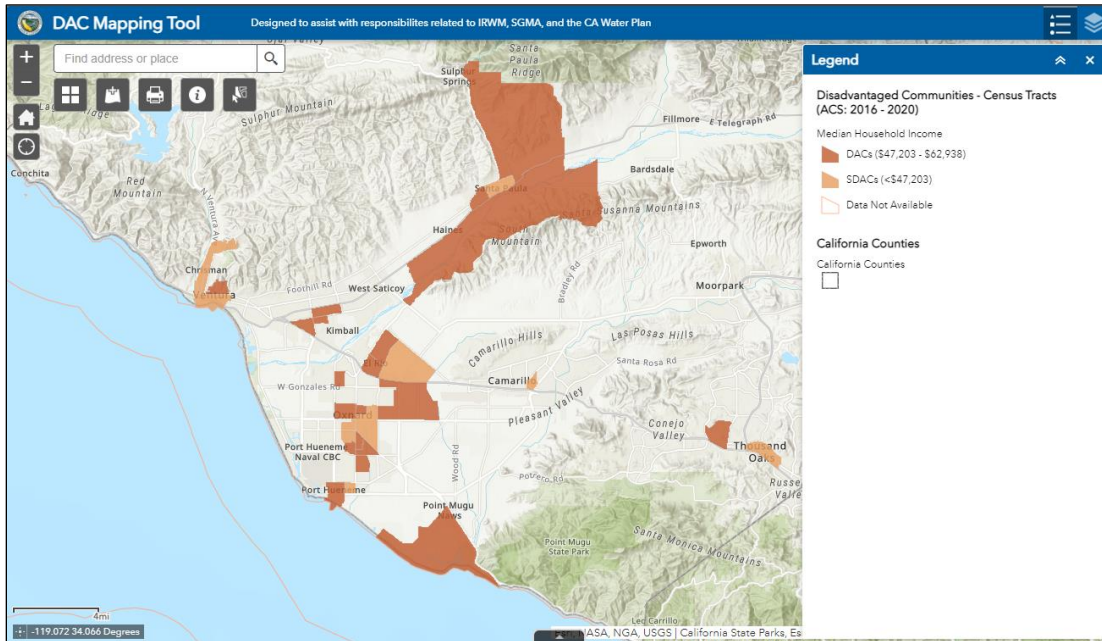 DAC Mapping Tool
Designed to assist with responsibilites related to IRWM, SGMA, and the CA Water Plan
Find address or place
Legend
Disadvantaged Communities - Census Tracts
(ACS: 2016 - 2020)
Median Household Income
DACs ($47,203 - $62,938)
SDACs (<$47,203)
Data Not Available
California Counties
California Counties
Santa
Paula
Ridge
Sulphur
Springs
Sulphur Mountain
Fillmore
E Telegraph Rd
Bardsdale
Conchita
Red
Mountain
N Ventura Ave
Santa Paula
Susanna Mountains
Haines
South
Mountain
Epworth
Chrisman
Ventura
Foothill Rd
West Saticoy
Bradley Rd
Moorpark
Kimball
Camarillo Hills
Las Posas Hills
El Rio
Santa Rosa Rd
W Gonzales Rd
Camarillo
Pleasant Valley
Oxnard
Conejo
Valley
Port Hueneme
Naval CBC
Wood Rd
Thousand
Oaks
Potrero Rd
Port Hueneme
Point Mugu
Naws
Point Mugu
State Park
Santa Monica Mountains
Leo Carrillo
4mi
-119.072 34.066 Degrees
NASA, NGA, USGS | California State Parks, Es